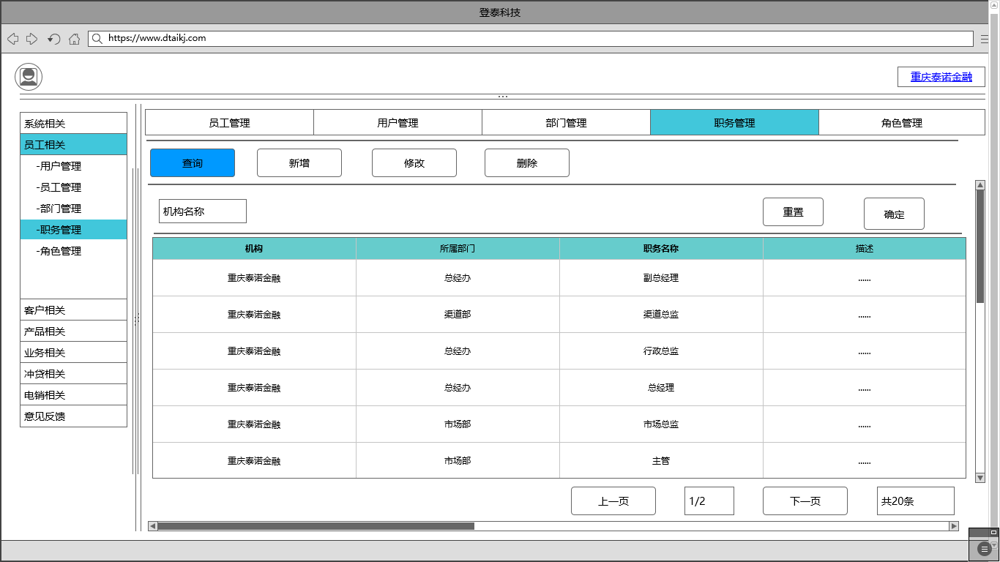 登泰科技
https://www.dtaikj.com
重庆泰诺金融
系统相关
员工相关
-用户管理
-员工管理
-部门管理
-职务管理
-角色管理
客户相关
产品相关
业务相关
冲贷相关
电销相关
意见反馈
员工管理 用户管理 部门管理 职务管理 角色管理
查询 新增 修改 删除
机构名称 重置 确定
机构 所属部门 职务名称 描述
重庆泰诺金融 总经办 副总经理 ......
重庆泰诺金融 渠道部 渠道总监 ......
重庆泰诺金融 总经办 行政总监 ......
重庆泰诺金融 总经办 总经理 ......
重庆泰诺金融 市场部 市场总监 ......
重庆泰诺金融 市场部 主管 ......
上一页 1/2 下一页 共20条